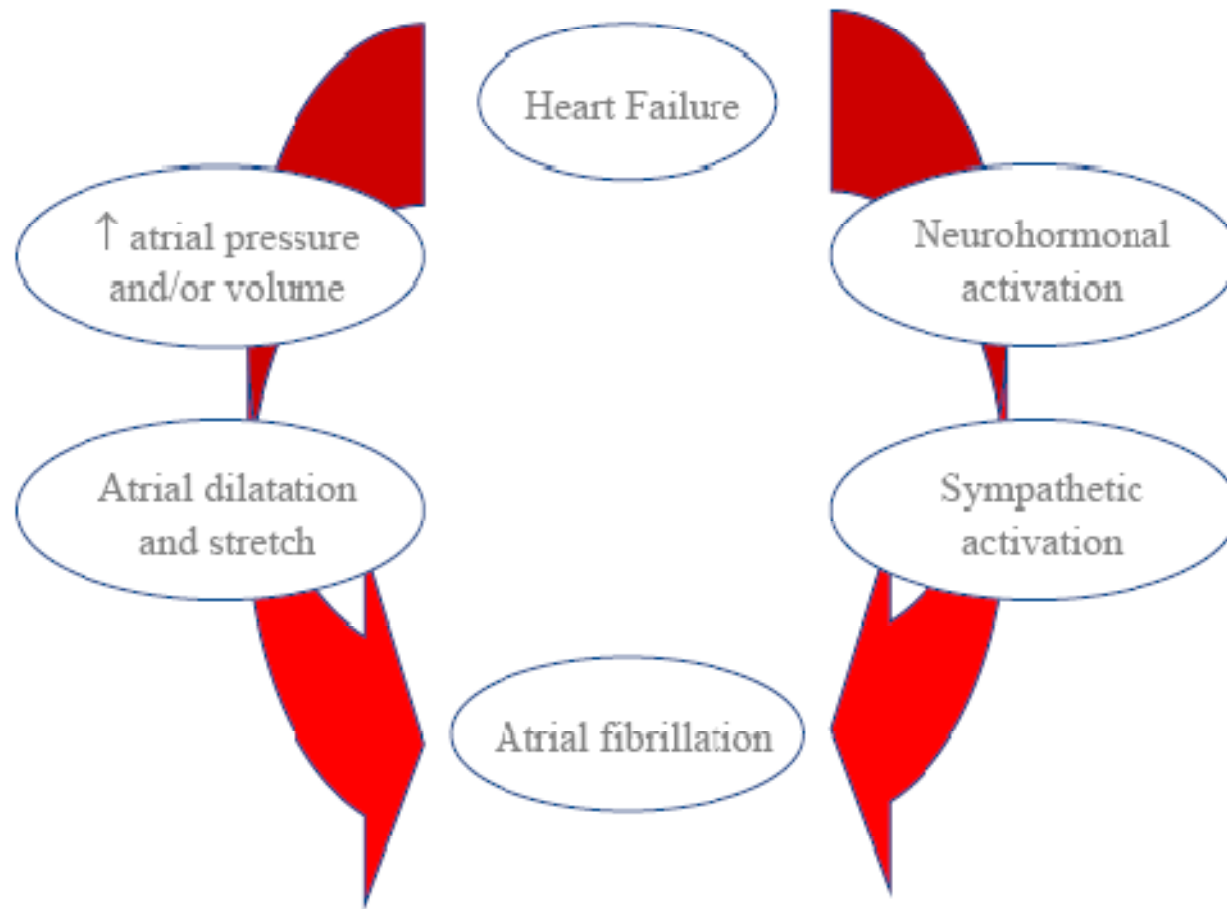 Heart Failure
↑ atrial pressure
and/or volume
Neurohormonal
activation
Atrial dilatation
and stretch
Sympathetic
activation
Atrial fibrillation